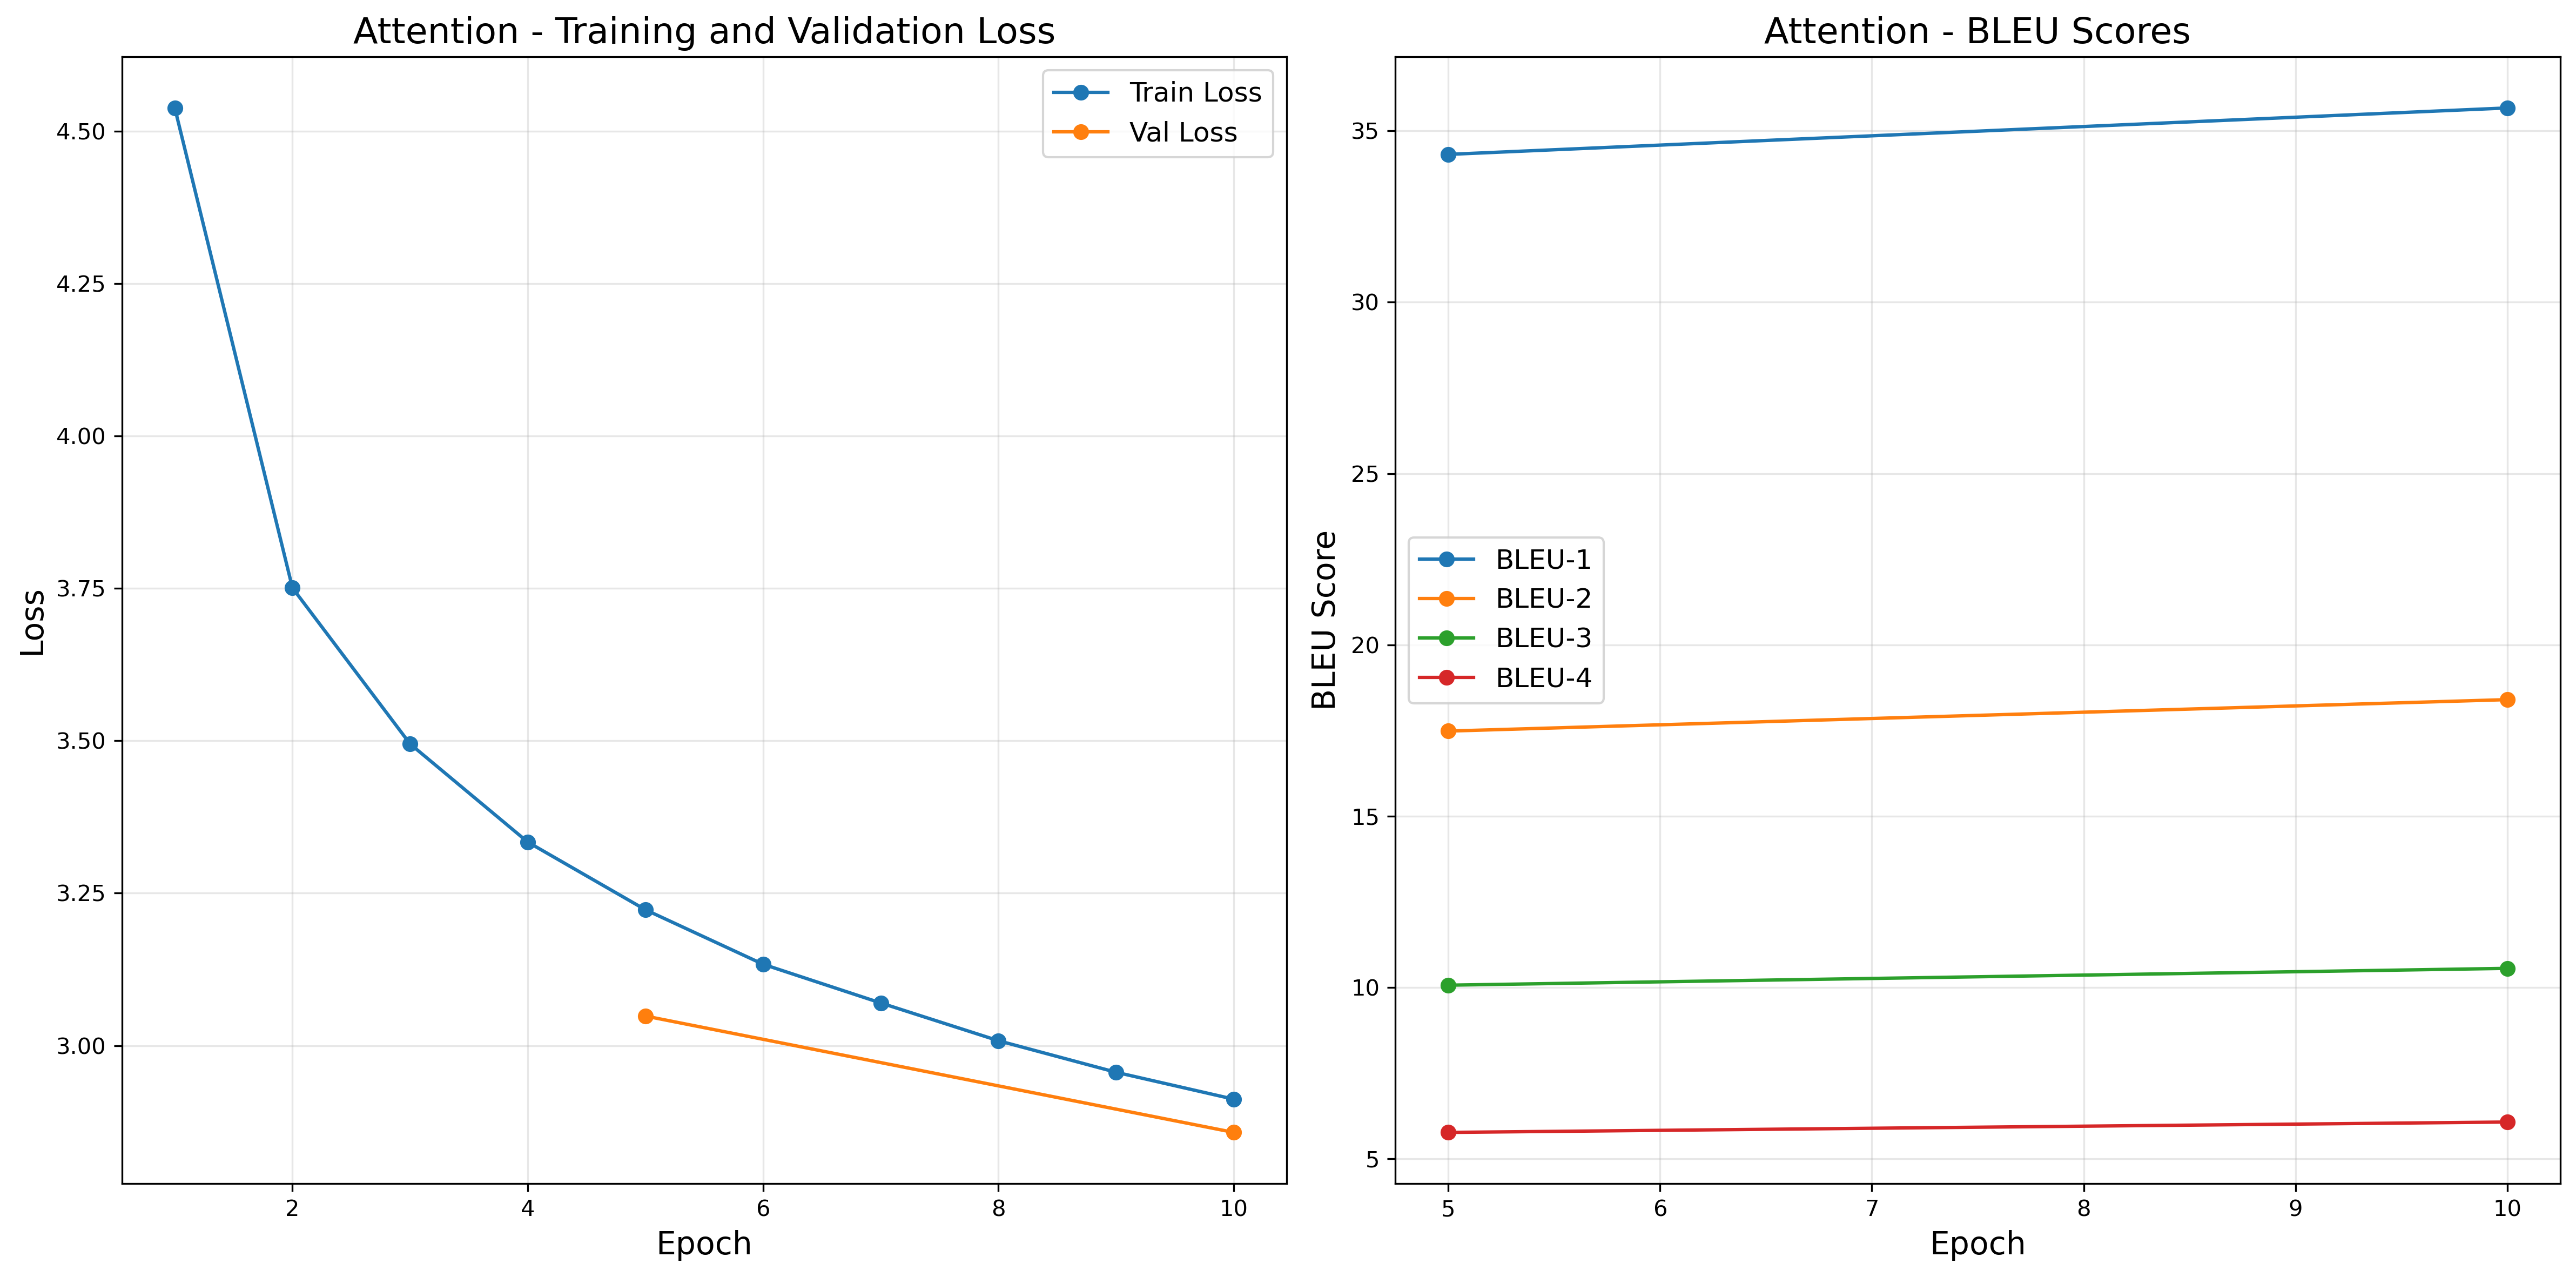 Attention - Training and Validation Loss
Train Loss
Val Loss
4.50
4.25
4.00
3.75
3.50
3.25
3.00
Loss
2
4
6
8
10
Epoch
Attention - BLEU Scores
35
30
25
20
15
10
5
BLEU Score
BLEU-1
BLEU-2
BLEU-3
BLEU-4
5
6
7
8
9
10
Epoch